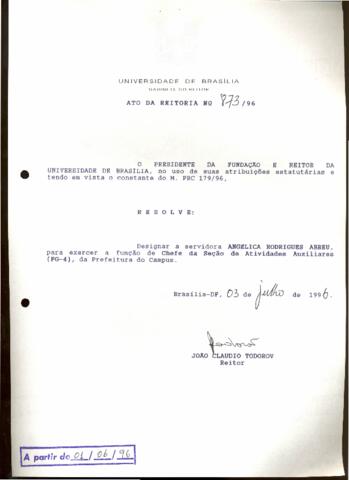 UNIVERSIDADE DE BRASÍLIA
GABINETE DO REITOR
ATO DA REITORIA Nº 873/96
O PRESIDENTE DA FUNDAÇÃO E REITOR DA
UNIVERSIDADE DE BRASÍLIA, no uso de suas atribuições estatutárias e
tendo em vista o constante do M. PRC 179/96,
R E S O L V E:
Designar a servidora ANGELICA RODRIGUES ABREU,
para exercer a função de Chefe da Seção de Atividades Auxiliares
(FG-4), da Prefeitura do Campus.
Brasília-DF, 03 de julho de 1996.
JOÃO CLAUDIO TODOROV
Reitor
A partir de 01/06/96